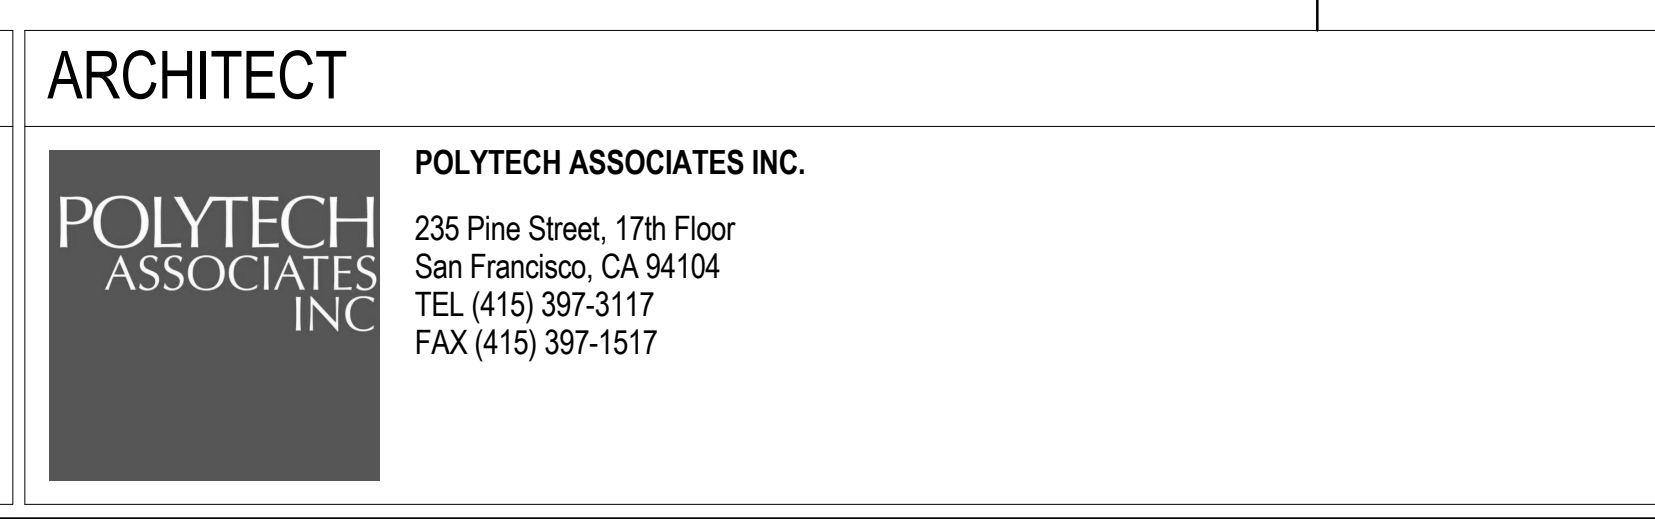 ARCHITECT
POLYTECH
ASSOCIATES
INC
POLYTECH ASSOCIATES INC.
235 Pine Street, 17th Floor
San Francisco, CA 94104
TEL (415) 397-3117
FAX (415) 397-1517